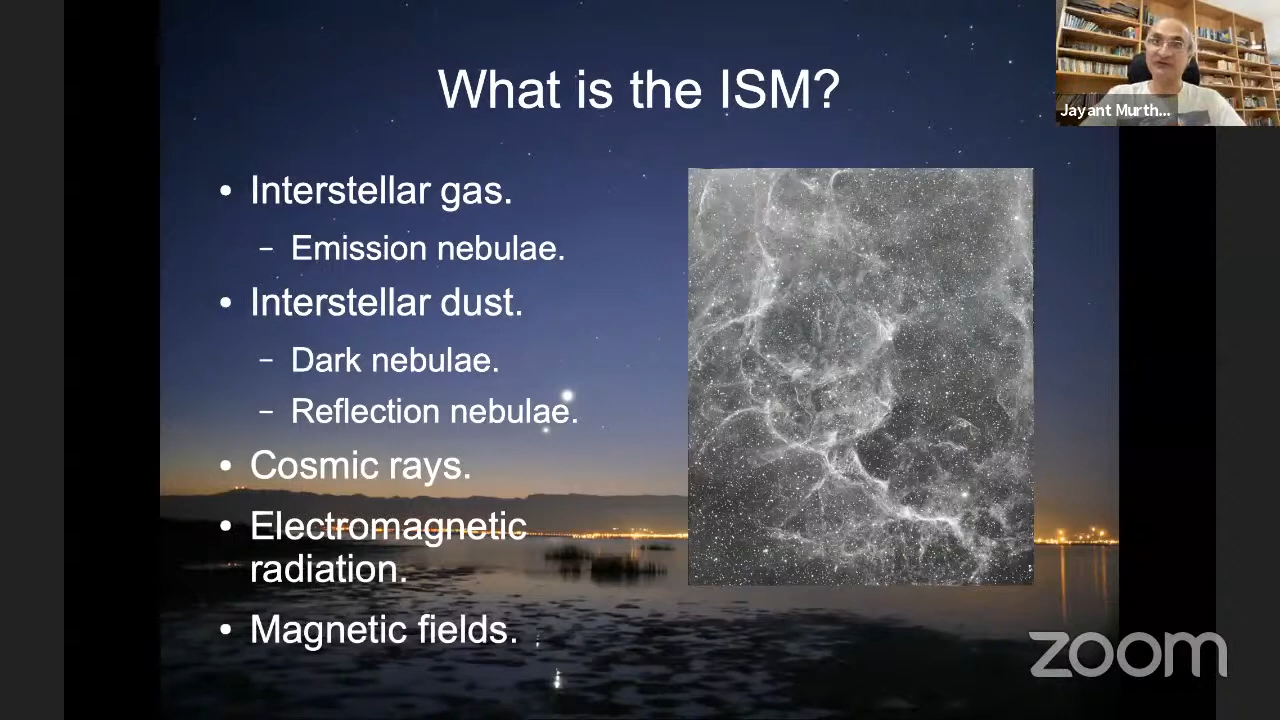 What is the ISM?
Jayant Murth...
• Interstellar gas.
– Emission nebulae.
• Interstellar dust.
– Dark nebulae.
– Reflection nebulae.
• Cosmic rays.
• Electromagnetic
radiation.
• Magnetic fields.
zoom